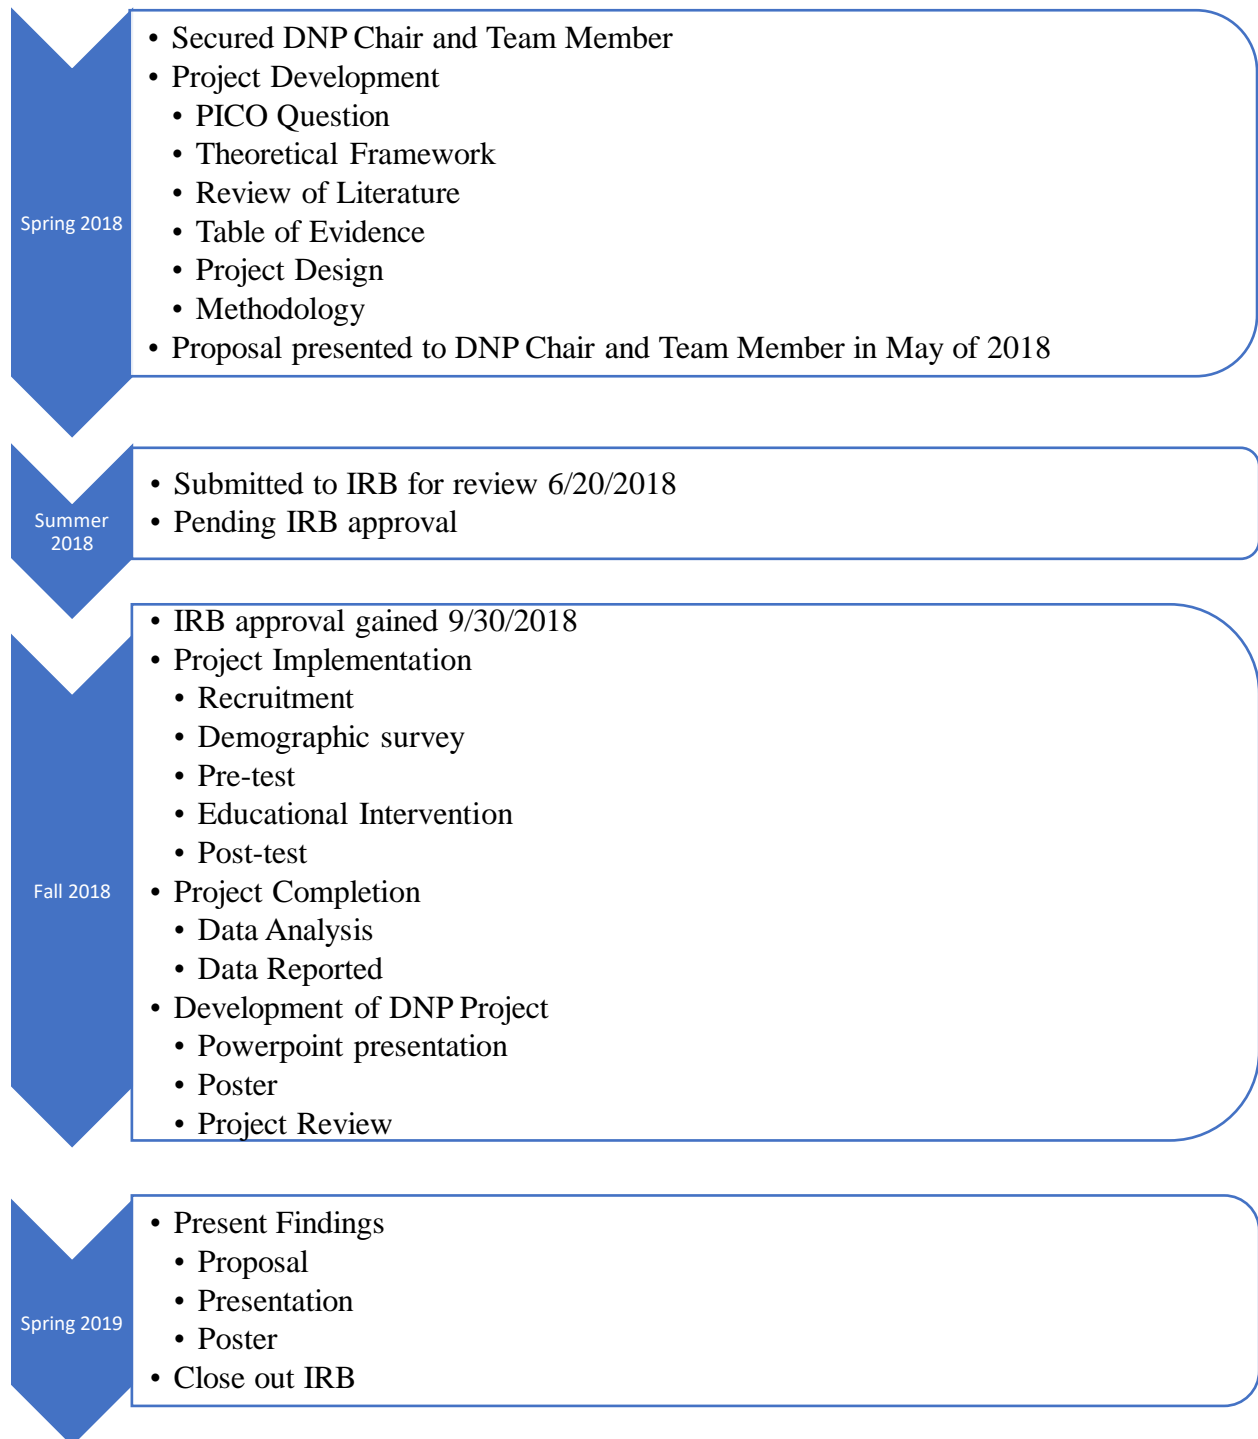 Spring 2018
• Secured DNP Chair and Team Member
• Project Development
• PICO Question
• Theoretical Framework
• Review of Literature
• Table of Evidence
• Project Design
• Methodology
• Proposal presented to DNP Chair and Team Member in May of 2018
Summer
2018
• Submitted to IRB for review 6/20/2018
• Pending IRB approval
Fall 2018
• IRB approval gained 9/30/2018
• Project Implementation
• Recruitment
• Demographic survey
• Pre-test
• Educational Intervention
• Post-test
• Project Completion
• Data Analysis
• Data Reported
• Development of DNP Project
• Powerpoint presentation
• Poster
• Project Review
Spring 2019
• Present Findings
• Proposal
• Presentation
• Poster
• Close out IRB